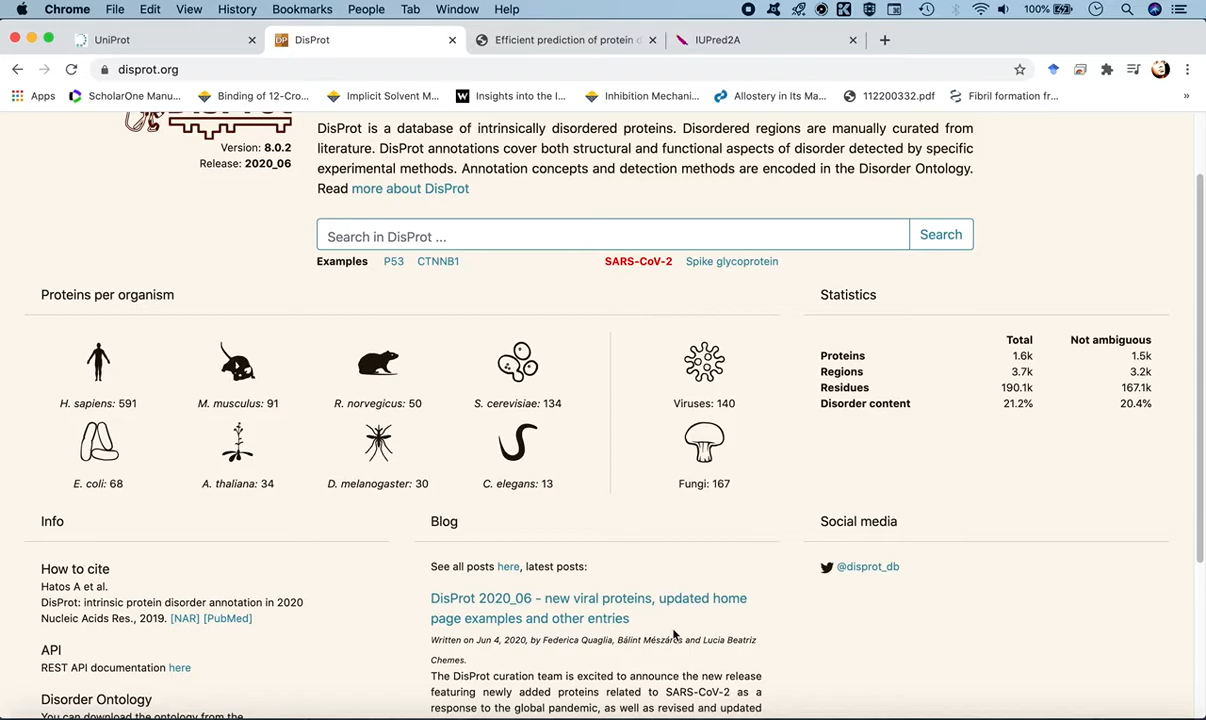 Chrome File Edit View History Bookmarks People Tab Window Help 100%
UniProt DisProt Efficient prediction of protein d IUPred2A
disprot.org
Apps ScholarOne Manu... Binding of 12-Cro... Implicit Solvent M... Insights into the I... Inhibition Mechani... Allostery in Its Ma... 112200332.pdf Fibril formation fr... »
Version: 8.0.2
Release: 2020_06
DisProt is a database of intrinsically disordered proteins. Disordered regions are manually curated from
literature. DisProt annotations cover both structural and functional aspects of disorder detected by specific
experimental methods. Annotation concepts and detection methods are encoded in the Disorder Ontology.
Read more about DisProt
Search in DisProt ... Search
Examples P53 CTNNB1 SARS-CoV-2 Spike glycoprotein
Proteins per organism
H. sapiens: 591 M. musculus: 91 R. norvegicus: 50 S. cerevisiae: 134 Viruses: 140
E. coli: 68 A. thaliana: 34 D. melanogaster: 30 C. elegans: 13 Fungi: 167
Statistics
Total Not ambiguous
Proteins 1.6k 1.5k
Regions 3.7k 3.2k
Residues 190.1k 167.1k
Disorder content 21.2% 20.4%
Info
How to cite
Hatos A et al.
DisProt: intrinsic protein disorder annotation in 2020
Nucleic Acids Res., 2019. [NAR] [PubMed]
API
REST API documentation here
Disorder Ontology
You can download the ontology from the
Blog
See all posts here, latest posts:
DisProt 2020_06 - new viral proteins, updated home
page examples and other entries
Written on Jun 4, 2020, by Federica Quaglia, Bálint Mészáros and Lucia Beatriz
Chemes.
The DisProt curation team is excited to announce the new release
featuring newly added proteins related to SARS-CoV-2 as a
response to the global pandemic, as well as revised and updated
Social media
@disprot_db